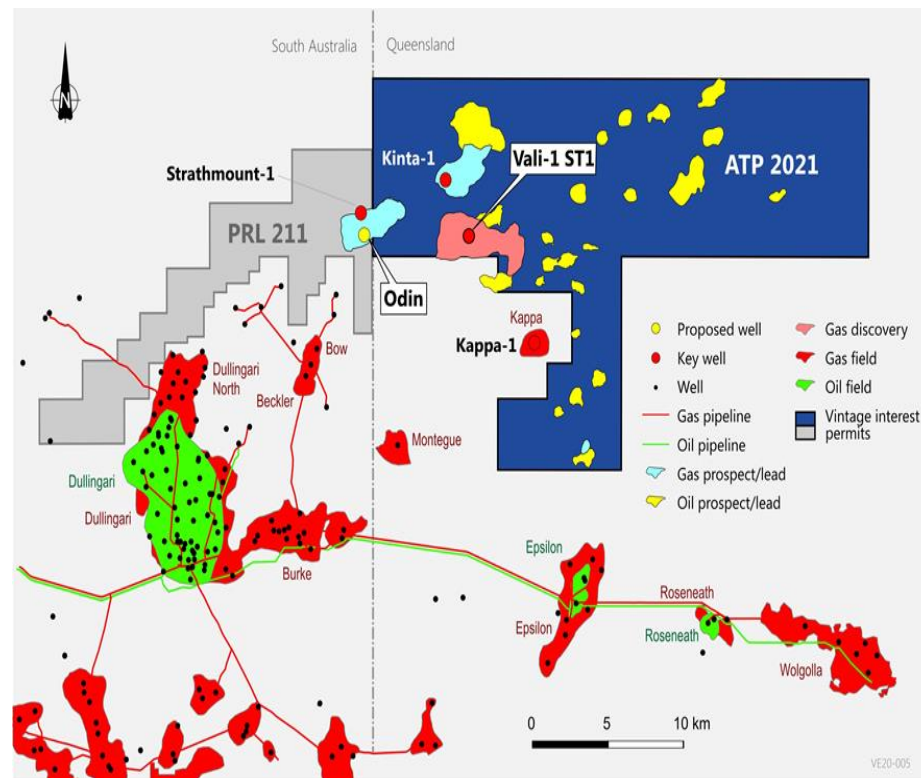 South Australia
Queensland
N
Kinta-1
Vali-1 ST1
ATP 2021
Strathmount-1
PRL 211
Odin
Kappa
Kappa-1
Bow
Dullingari
North
Beckler
Montegue
Dullingari
Dullingari
Burke
Epsilon
Epsilon
Roseneath
Roseneath
Wolgolla
Proposed well
Key well
Well
Gas pipeline
Oil pipeline
Gas prospect/lead
Oil prospect/lead
Gas discovery
Gas field
Oil field
Vintage interest
permits
0 5 10 km
VE20-005